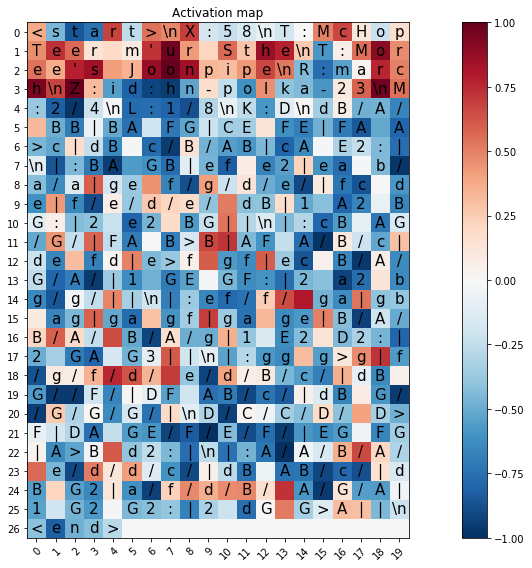 Activation map
0 < s t a r t > \n X : 5 8 \n T : M c H o p
1 T e e r m ' u r S t h e \n T : M o r
2 e e ' s J o o n p i p e \n R : m a r c
3 h \n Z : i d : h n - p o l k a - 2 3 \n M
4 : 2 / 4 \n L : 1 / 8 \n K : D \n d B / A /
5 B B | B A F G | C E F E | F A A
6 > c | d B c / B / A B | c A E 2 : |
7 \n | : B A G B | e f e 2 | e a b /
8 a / a | g e f / g / d / e / | f c d
9 e | f / e / d / e / d B | 1 A 2 B
10 G : | 2 e 2 B G | | \n | : c B A G
11 / G / | F A B > B | A F A / B / c |
12 d e f d | e > f g f | e c B / A /
13 G / A / | 1 G E G F : | 2 a 2 b
14 g / g / | | \n | : e f / f / g a | g b
15 a g | g a g f | g a g e | B / A /
16 B / A / B / A / g | 1 E 2 D 2 : |
17 2 G A G 3 | | \n | : g g g > g | f
18 / g / f / d / e / d / B / c / | d B
19 G / / F / | D F A B / c / | d B G /
20 / G / G / G / | \n D / C / C / D / D >
21 F | D A G E / F / E / F / | E G F G
22 | A > B d 2 : | \n | : A / A / B / A /
23 e / d / d / c / | d B A B / c / | d
24 B G 2 | a / f / d / B / A / G / A |
25 1 G 2 G 2 : | 2 d G G > A | | \n
26 < e n d >
0 1 2 3 4 5 6 7 8 9 10 11 12 13 14 15 16 17 18 19
1.00
0.75
0.50
0.25
0.00
−0.25
−0.50
−0.75
−1.00